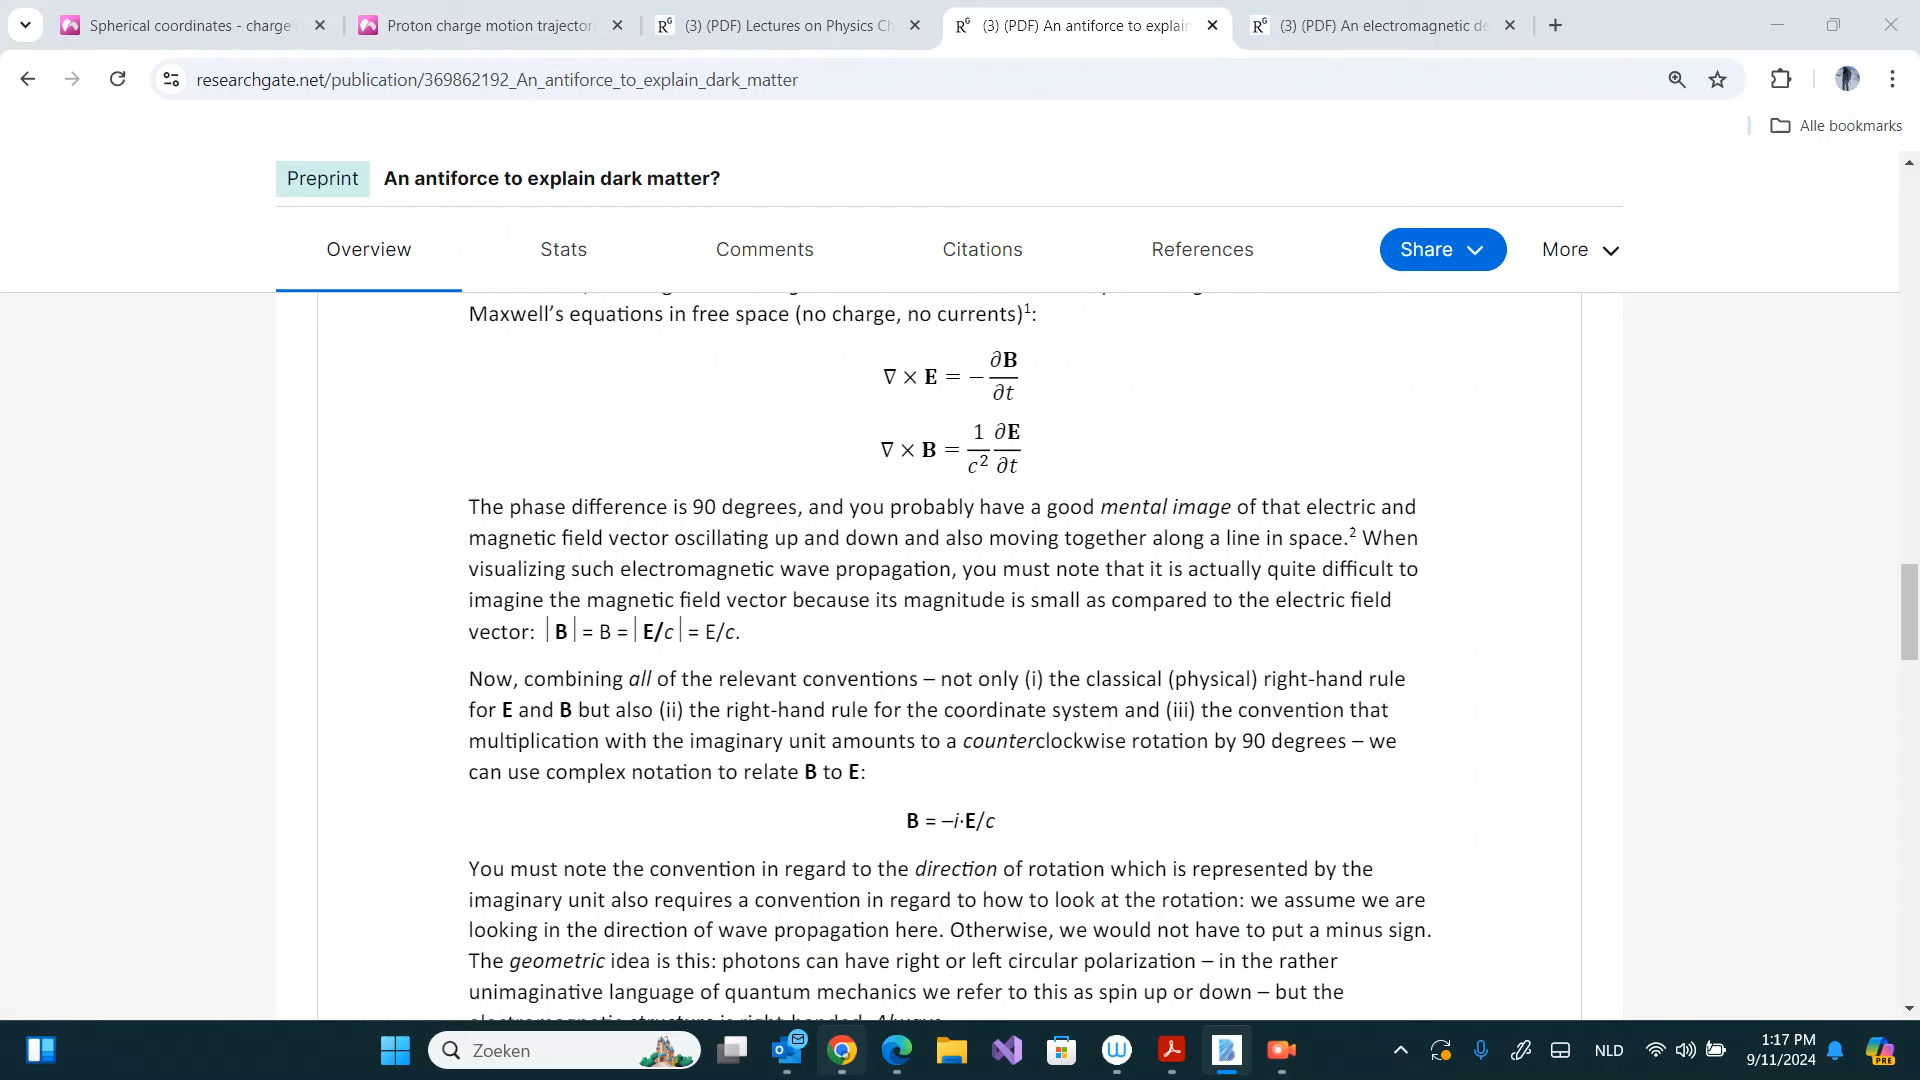 Spherical coordinates - charge
Proton charge motion trajectori
(3) (PDF) Lectures on Physics Ch
(3) (PDF) An antiforce to explain
(3) (PDF) An electromagnetic de
researchgate.net/publication/369862192_An_antiforce_to_explain_dark_matter
Alle bookmarks
Preprint An antiforce to explain dark matter?
Overview Stats Comments Citations References Share More
Maxwell’s equations in free space (no charge, no currents)¹:
∇ × E = − ∂B/∂t
∇ × B = 1/c² ∂E/∂t
The phase difference is 90 degrees, and you probably have a good mental image of that electric and
magnetic field vector oscillating up and down and also moving together along a line in space.² When
visualizing such electromagnetic wave propagation, you must note that it is actually quite difficult to
imagine the magnetic field vector because its magnitude is small as compared to the electric field
vector: |B| = B = |E/c| = E/c.
Now, combining all of the relevant conventions – not only (i) the classical (physical) right-hand rule
for E and B but also (ii) the right-hand rule for the coordinate system and (iii) the convention that
multiplication with the imaginary unit amounts to a counterclockwise rotation by 90 degrees – we
can use complex notation to relate B to E:
B = –i·E/c
You must note the convention in regard to the direction of rotation which is represented by the
imaginary unit also requires a convention in regard to how to look at the rotation: we assume we are
looking in the direction of wave propagation here. Otherwise, we would not have to put a minus sign.
The geometric idea is this: photons can have right or left circular polarization – in the rather
unimaginative language of quantum mechanics we refer to this as spin up or down – but the
Zoeken
NLD
1:17 PM
9/11/2024
PRE